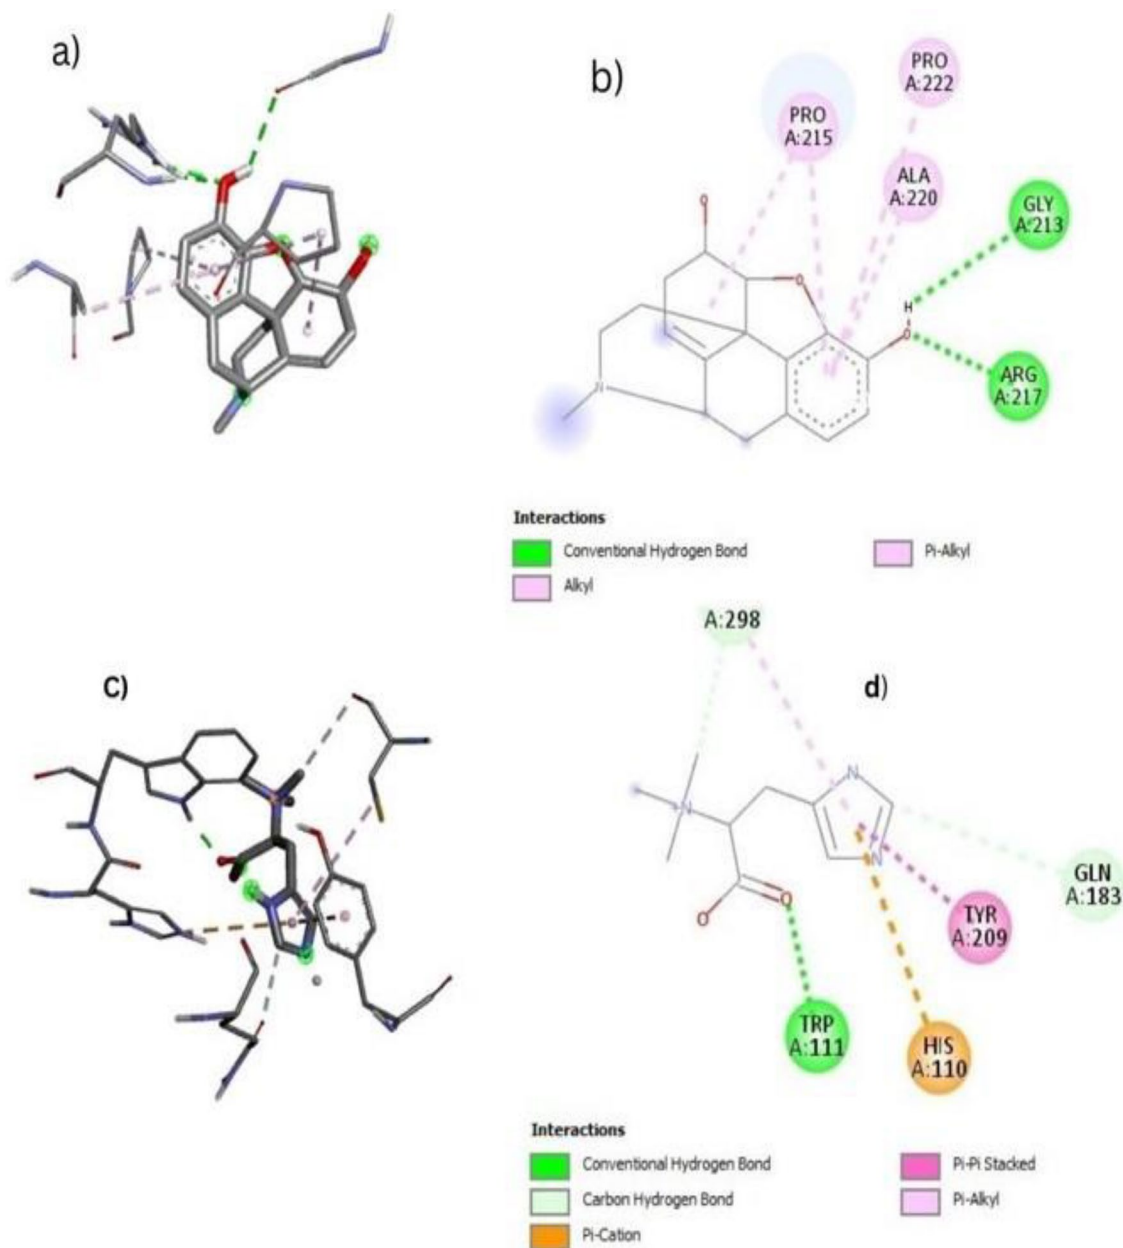 a)
b)
PRO
A:222
PRO
A:215
ALA
A:220
GLY
A:213
H
O
O
O
N
ARG
A:217
Interactions
Conventional Hydrogen Bond
Pi-Alkyl
Alkyl
A:298
c)
d)
N
N
N
O
O
GLN
A:183
TYR
A:209
TRP
A:111
HIS
A:110
Interactions
Conventional Hydrogen Bond
Pi-Pi Stacked
Carbon Hydrogen Bond
Pi-Alkyl
Pi-Cation